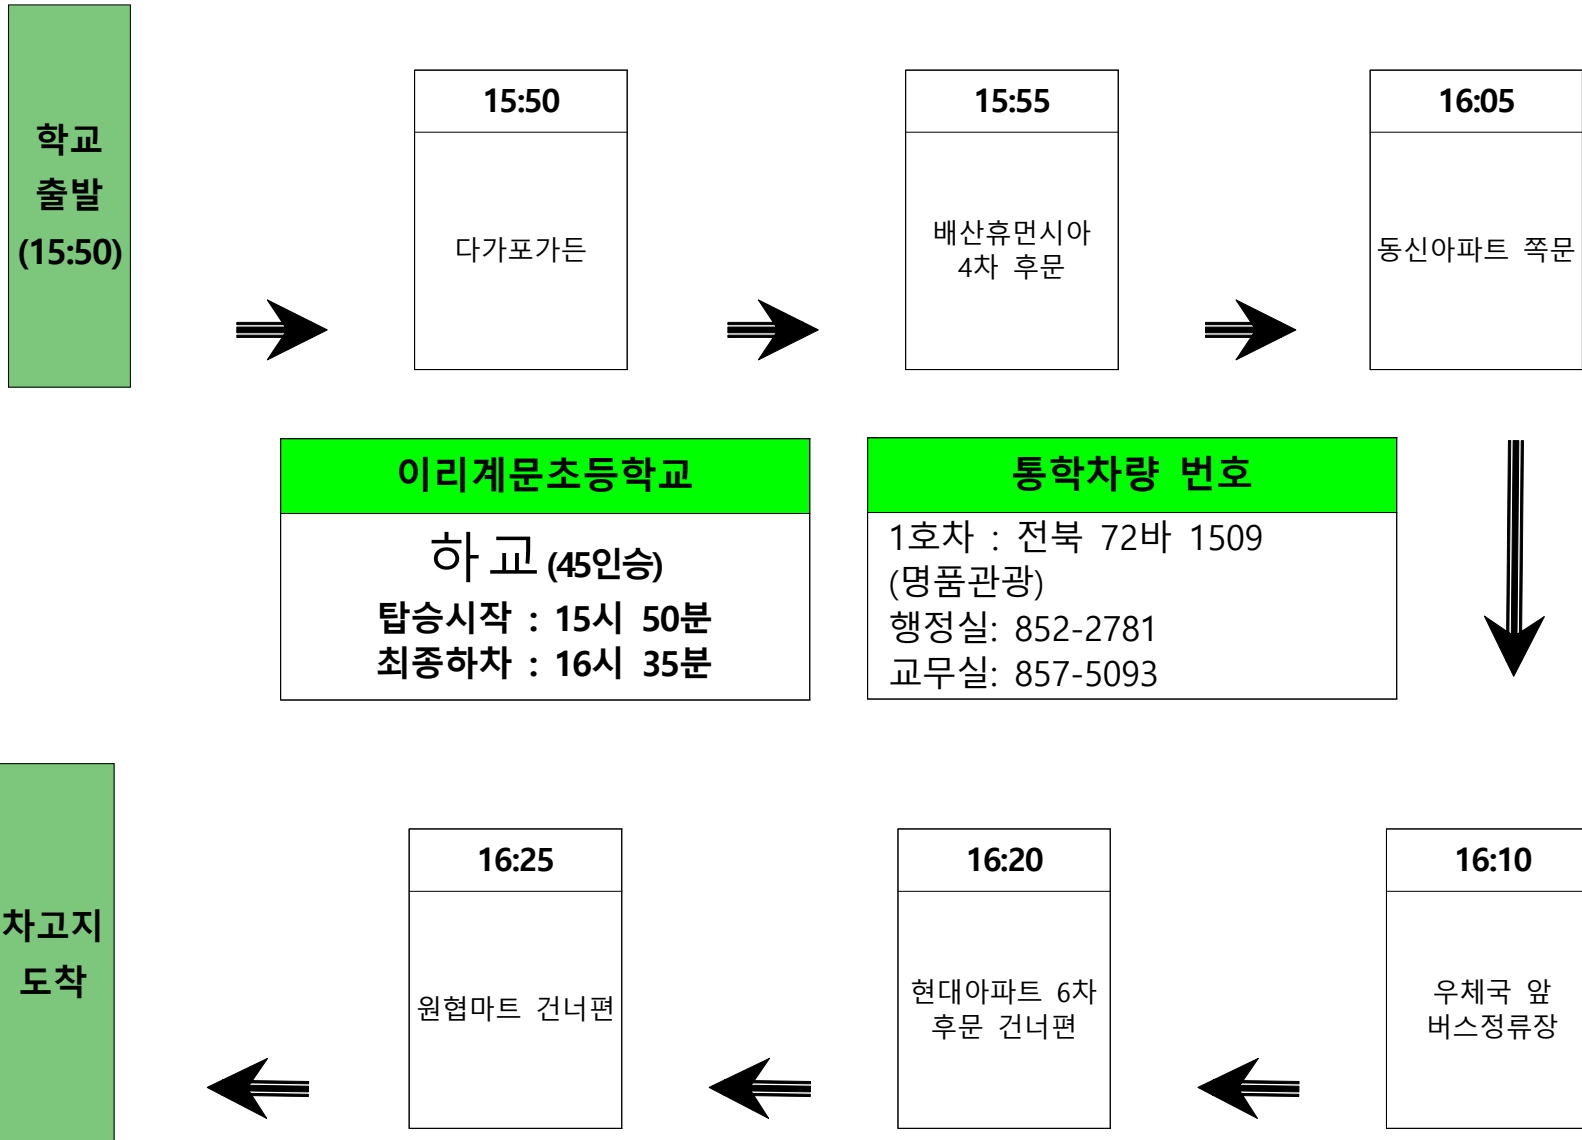 학교
출발
(15:50)
15:50
다가포가든
15:55
배산휴먼시아
4차 후문
16:05
동신아파트 쪽문
이리계문초등학교
하교(45인승)
탑승시작 : 15시 50분
최종하차 : 16시 35분
통학차량 번호
1호차 : 전북 72바 1509
(명품관광)
행정실: 852-2781
교무실: 857-5093
차고지
도착
16:25
원협마트 건너편
16:20
현대아파트 6차
후문 건너편
16:10
우체국 앞
버스정류장